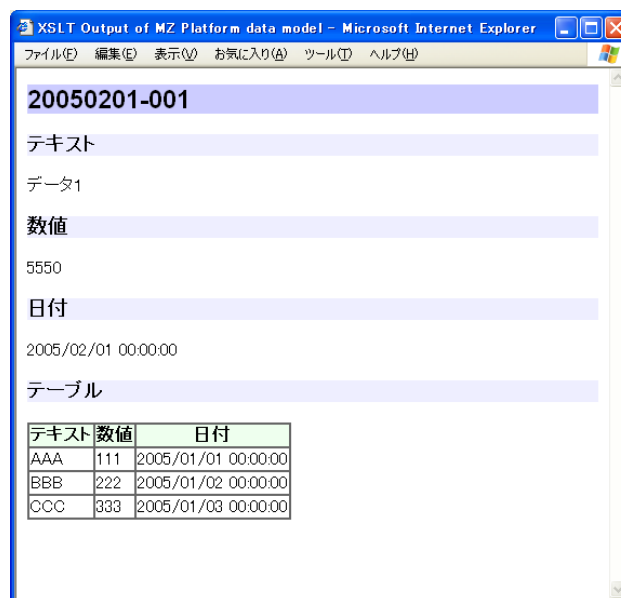 XSLT Output of MZ Platform data model - Microsoft Internet Explorer
ファイル(F) 編集(E) 表示(V) お気に入り(A) ツール(T) ヘルプ(H)
20050201-001
テキスト
データ1
数値
5550
日付
2005/02/01 00:00:00
テーブル
テキスト 数値 日付
AAA 111 2005/01/01 00:00:00
BBB 222 2005/01/02 00:00:00
CCC 333 2005/01/03 00:00:00